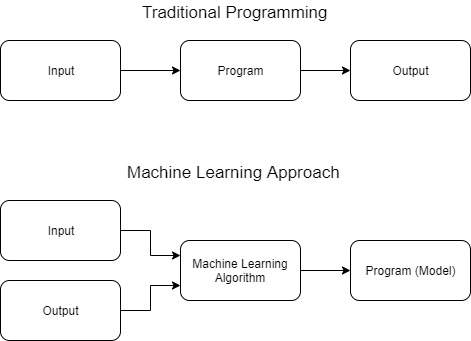 Traditional Programming
Input
Program
Output
Machine Learning Approach
Input
Output
Machine Learning
Algorithm
Program (Model)